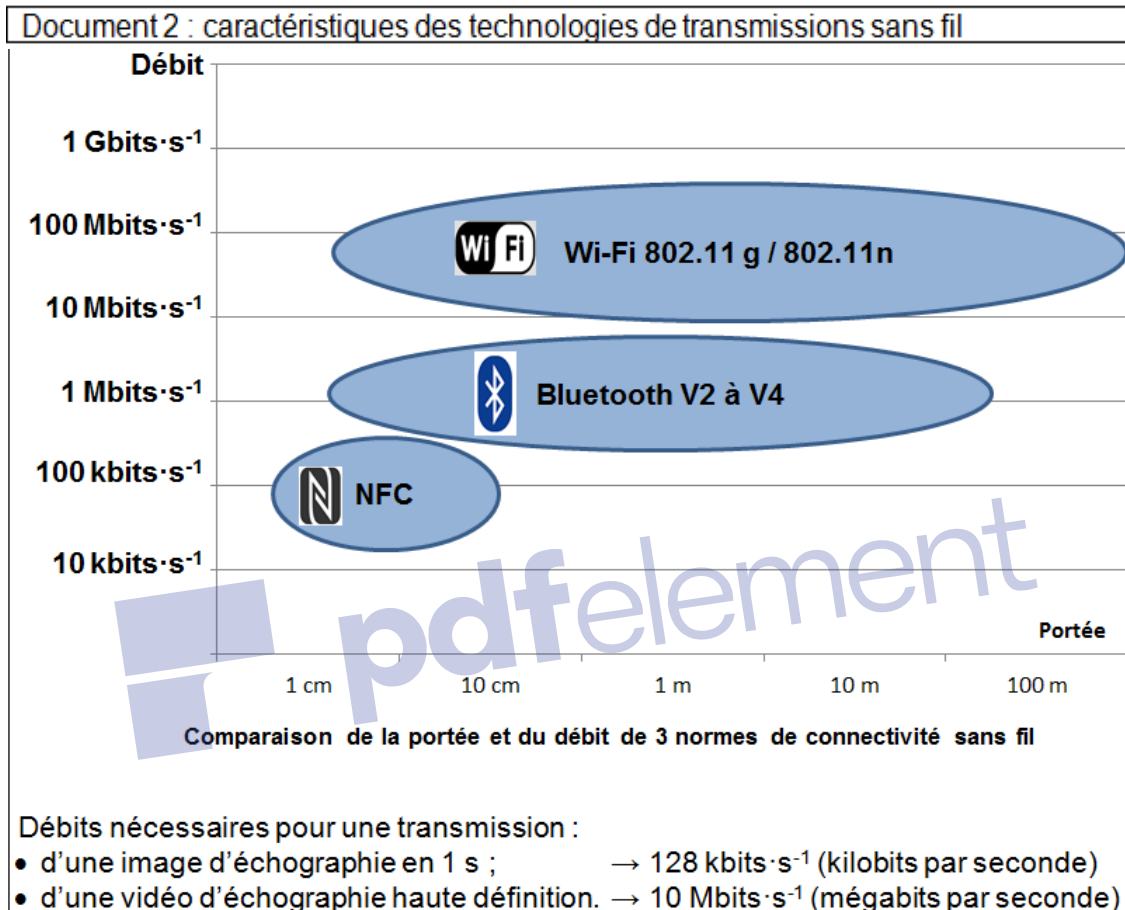 Document 2 : caractéristiques des technologies de transmissions sans fil
Débit
1 Gbits·s⁻¹
100 Mbits·s⁻¹
Wi Fi Wi-Fi 802.11 g / 802.11n
10 Mbits·s⁻¹
1 Mbits·s⁻¹
Bluetooth V2 à V4
100 kbits·s⁻¹
NFC
10 kbits·s⁻¹
pdfelement
Portée
1 cm 10 cm 1 m 10 m 100 m
Comparaison de la portée et du débit de 3 normes de connectivité sans fil
Débits nécessaires pour une transmission :
• d'une image d'échographie en 1 s ; → 128 kbits·s⁻¹ (kilobits par seconde)
• d'une vidéo d'échographie haute définition. → 10 Mbits·s⁻¹ (mégabits par seconde)